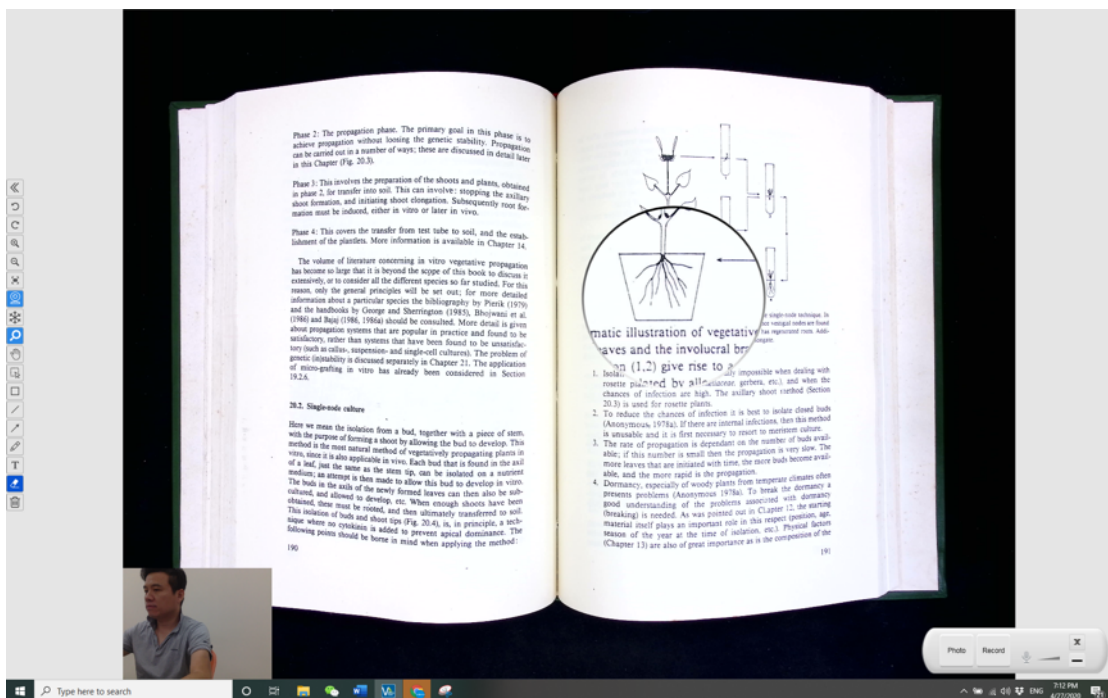 Phase 2: The propagation phase. The primary goal in this phase is to
achieve propagation without loosing the genetic stability. Propagation
can be carried out in a number of ways; these are discussed in detail later
in this Chapter (Fig. 20.3).
Phase 3: This involves the preparation of the shoots and plants, obtained
in phase 2, for transfer into soil. This can involve: stopping the axillary
shoot formation, and initiating shoot elongation. Subsequently root for-
mation must be induced, either in vitro or later in vivo.
Phase 4: This covers the transfer from test tube to soil, and the estab-
lishment of the plantlets. More information is available in Chapter 14.
The volume of literature concerning in vitro vegetative propagation
has become so large that it is beyond the scope of this book to discuss it
extensively, or to consider all the different species so far studied. For this
reason, only the general principles will be set out; for more detailed
information about a particular species the bibliography by Pierik (1979)
and the handbooks by George and Sherrington (1985), Bhojwani et al.
(1986) and Bajaj (1986, 1986a) should be consulted. More detail is given
about propagation systems that are popular in practice and found to be
satisfactory, rather than systems that have been found to be unsatisfac-
tory (such as callus-, suspension- and single-cell cultures). The problem of
genetic (in)stability is discussed separately in Chapter 21. The application
of micro-grafting in vitro has already been considered in Section
19.2.6.
20.2. Single-node culture
Here we mean the isolation from a bud, together with a piece of stem,
with the purpose of forming a shoot by allowing the bud to develop. This
method is the most natural method of vegetatively propagating plants in
vitro, since it is also applicable in vivo. Each bud that is found in the axil
of a leaf, just the same as the stem tip, can be isolated on a nutrient
medium; an attempt is then made to allow this bud to develop in vitro.
The buds in the axils of the newly formed leaves can then also be sub-
cultured, and allowed to develop, etc. When enough shoots have been
obtained, these must be rooted, and then ultimately transferred to soil.
This isolation of buds and shoot tips (Fig. 20.4), is, in principle, a tech-
nique where no cytokinin is added to prevent apical dominance. The
following points should be borne in mind when applying the method:
190
single-node technique. In
vestigial nodes are found
has regenerated roots. Addi-
matic illustration of vegetativ
aves and the involucral br
on (1,2) give rise to a
by all
1. impossible when dealing with
rosette gerbera, etc.), and when the
chances of infection are high. The axillary shoot method (Section
20.3) is used for rosette plants.
2. To reduce the chances of infection it is best to isolate closed buds
(Anonymous, 1978a). If there are internal infections, then this method
is unusable and it is first necessary to resort to meristem culture.
3. The rate of propagation is dependant on the number of buds avail-
able; if this number is small then the propagation is very slow. The
more leaves that are initiated with time, the more buds become avail-
able, and the more rapid is the propagation.
4. Dormancy, especially of woody plants from temperate climates often
presents problems (Anonymous 1978a). To break the dormancy a
good understanding of the problems associated with dormancy
(breaking) is needed. As was pointed out in Chapter 12, the starting
material itself plays an important role in this respect (position, age,
season of the year at the time of isolation, etc.). Physical factors
(Chapter 13) are also of great importance as is the composition of the
191
Photo Record
Type here to search
ENG
7:12 PM
4/27/2020